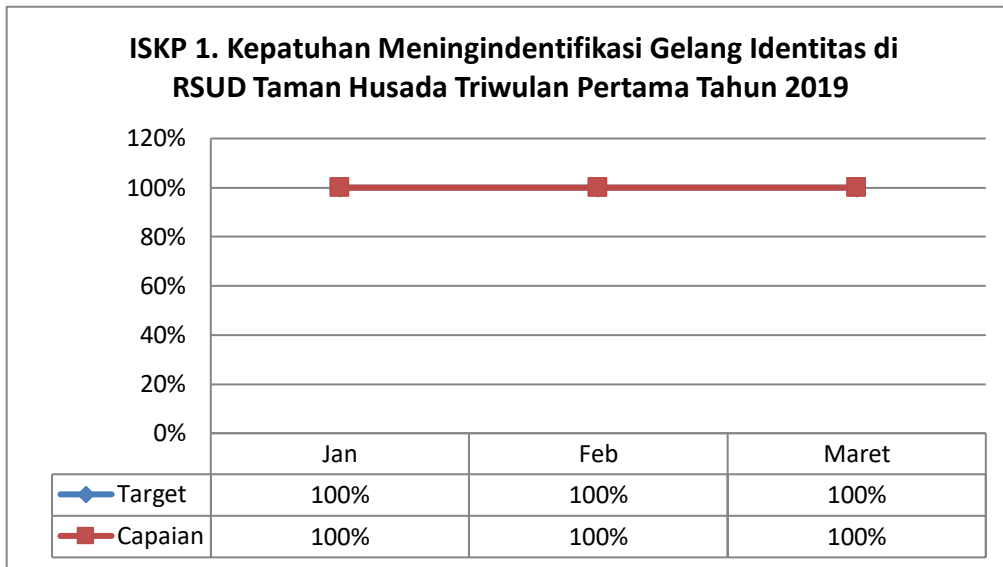 ISKP 1. Kepatuhan Meningindentifikasi Gelang Identitas di
RSUD Taman Husada Triwulan Pertama Tahun 2019
120%
100%
80%
60%
40%
20%
0%
Jan Feb Maret
Target 100% 100% 100%
Capaian 100% 100% 100%